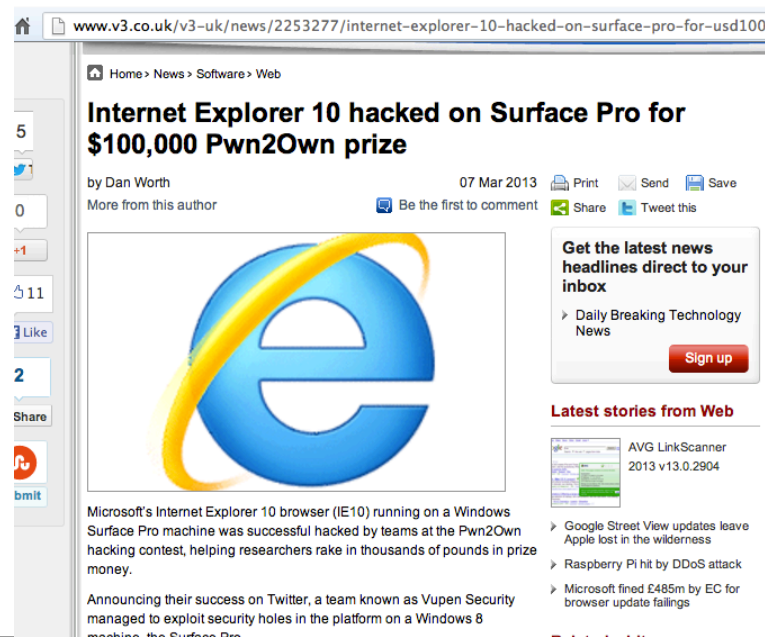 www.v3.co.uk/v3-uk/news/2253277/internet-explorer-10-hacked-on-surface-pro-for-usd100
Home › News › Software › Web
Internet Explorer 10 hacked on Surface Pro for
$100,000 Pwn2Own prize
by Dan Worth
07 Mar 2013
More from this author
Be the first to comment
Print
Send
Save
Share
Tweet this
5
0
+1
11
Like
2
Share
bmit
Get the latest news
headlines direct to your
inbox
Daily Breaking Technology
News
Sign up
Latest stories from Web
AVG LinkScanner
2013 v13.0.2904
Google Street View updates leave
Apple lost in the wilderness
Raspberry Pi hit by DDoS attack
Microsoft fined £485m by EC for
browser update failings
Microsoft's Internet Explorer 10 browser (IE10) running on a Windows
Surface Pro machine was successful hacked by teams at the Pwn2Own
hacking contest, helping researchers rake in thousands of pounds in prize
money.
Announcing their success on Twitter, a team known as Vupen Security
managed to exploit security holes in the platform on a Windows 8
machine, the Surface Pro.